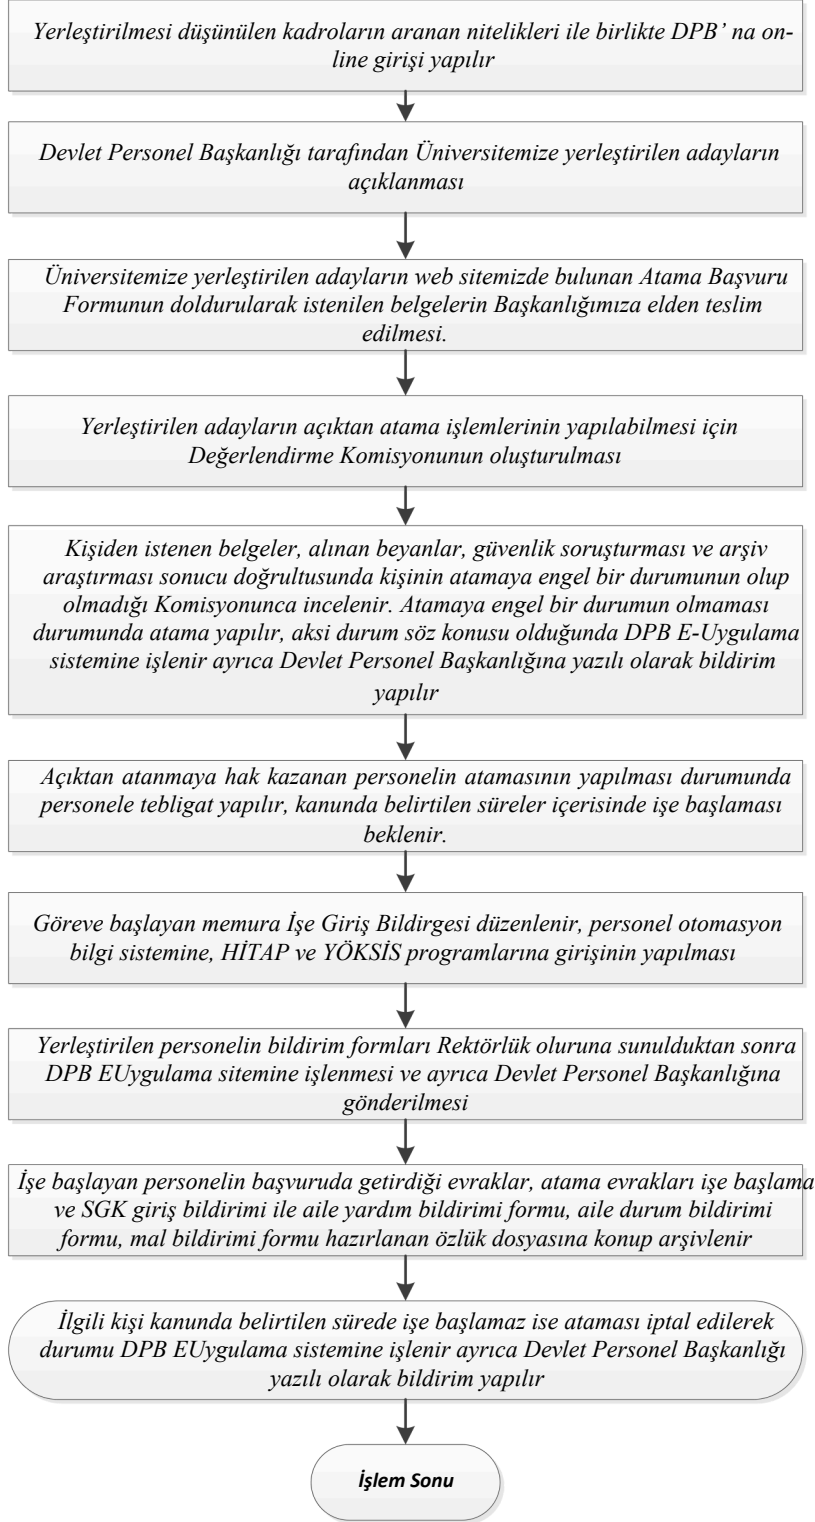 Yerleştirilmesi düşünülen kadroların aranan nitelikleri ile birlikte DPB’ na on-
line girişi yapılır
Devlet Personel Başkanlığı tarafından Üniversitemize yerleştirilen adayların
açıklanması
Üniversitemize yerleştirilen adayların web sitemizde bulunan Atama Başvuru
Formunun doldurularak istenilen belgelerin Başkanlığımıza elden teslim
edilmesi.
Yerleştirilen adayların açıktan atama işlemlerinin yapılabilmesi için
Değerlendirme Komisyonunun oluşturulması
Kişiden istenen belgeler, alınan beyanlar, güvenlik soruşturması ve arşiv
araştırması sonucu doğrultusunda kişinin atamaya engel bir durumunun olup
olmadığı Komisyonunca incelenir. Atamaya engel bir durumun olmaması
durumunda atama yapılır, aksi durum söz konusu olduğunda DPB E-Uygulama
sistemine işlenir ayrıca Devlet Personel Başkanlığına yazılı olarak bildirim
yapılır
Açıktan atanmaya hak kazanan personelin atamasının yapılması durumunda
personele tebligat yapılır, kanunda belirtilen süreler içerisinde işe başlaması
beklenir.
Göreve başlayan memura İşe Giriş Bildirgesi düzenlenir, personel otomasyon
bilgi sistemine, HİTAP ve YÖKSİS programlarına girişinin yapılması
Yerleştirilen personelin bildirim formları Rektörlük oluruna sunulduktan sonra
DPB EUygulama sitemine işlenmesi ve ayrıca Devlet Personel Başkanlığına
gönderilmesi
İşe başlayan personelin başvuruda getirdiği evraklar, atama evrakları işe başlama
ve SGK giriş bildirimi ile aile yardım bildirimi formu, aile durum bildirimi
formu, mal bildirimi formu hazırlanan özlük dosyasına konup arşivlenir
İlgili kişi kanunda belirtilen sürede işe başlamaz ise ataması iptal edilerek
durumu DPB EUygulama sistemine işlenir ayrıca Devlet Personel Başkanlığı
yazılı olarak bildirim yapılır
İşlem Sonu